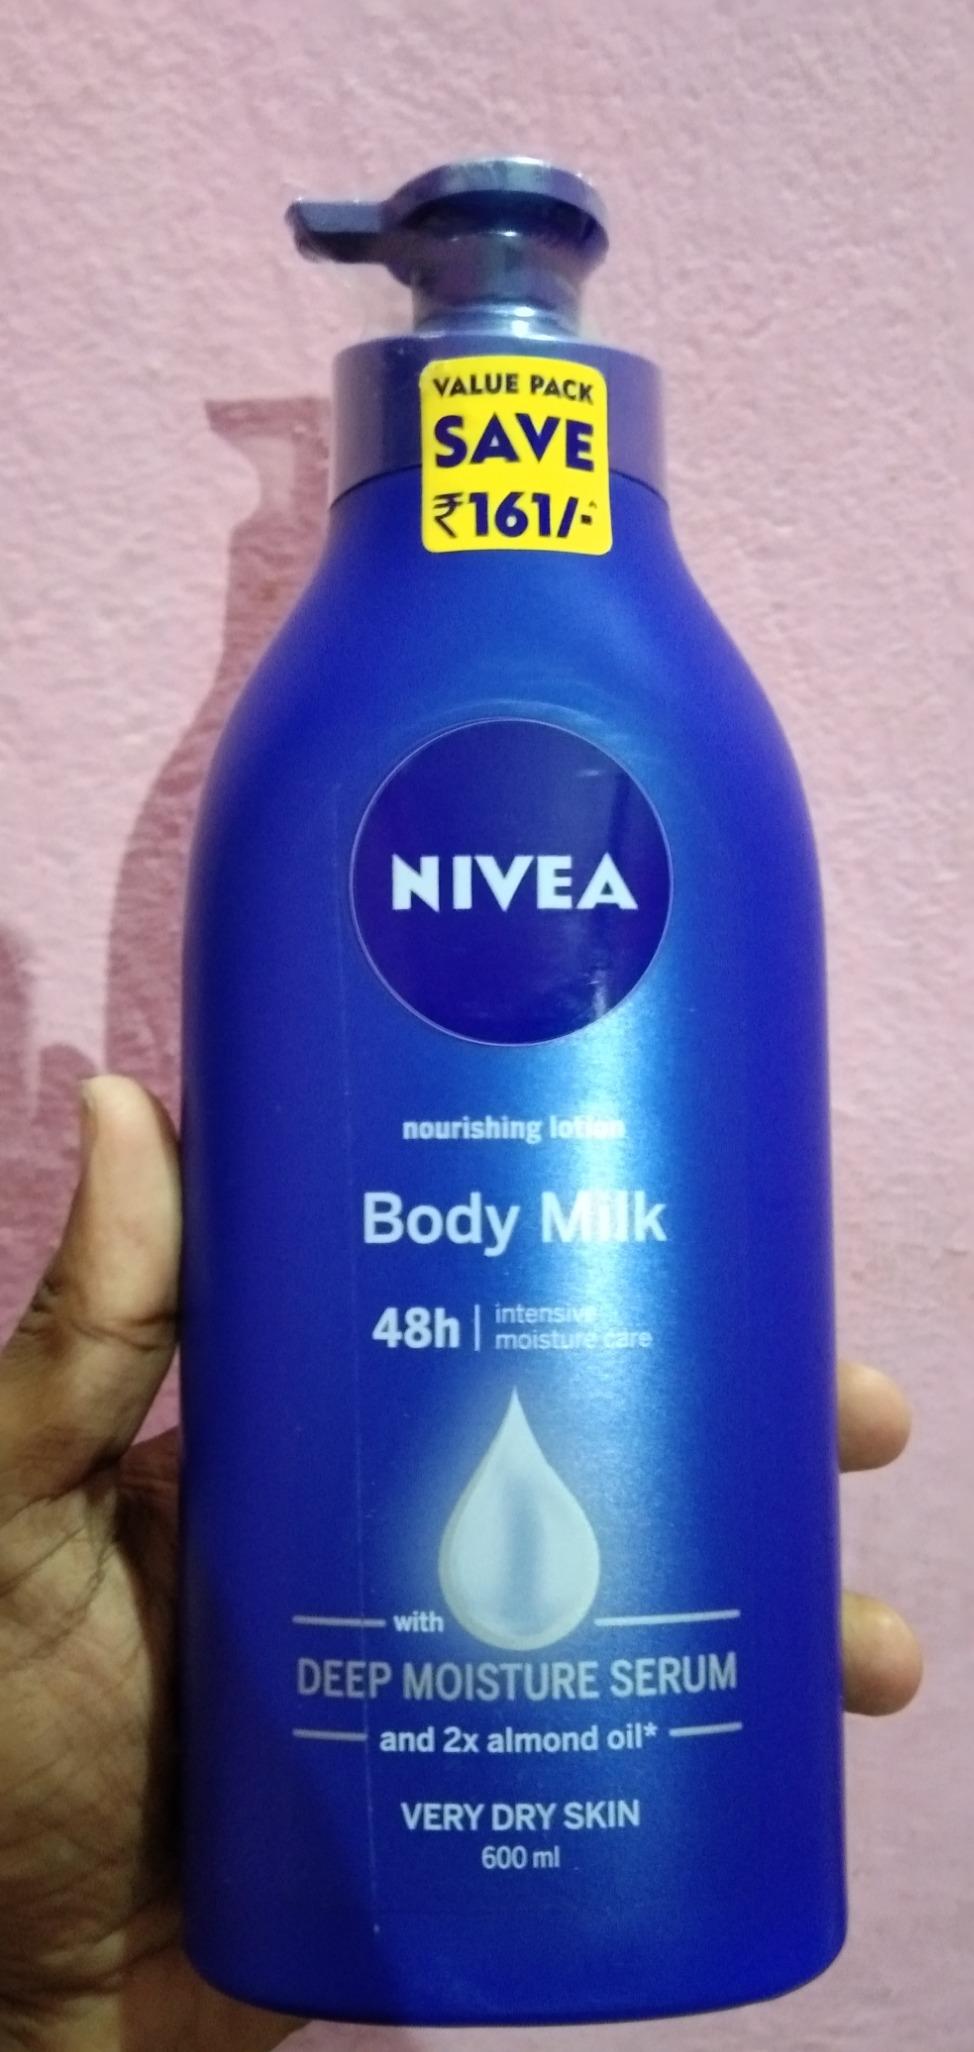 VALUE PACK
SAVE
₹161/-^
NIVEA
nourishing lotion
Body Milk
48h | intensive
moisture care
with
DEEP MOISTURE SERUM
and 2x almond oil*
VERY DRY SKIN
600 ml